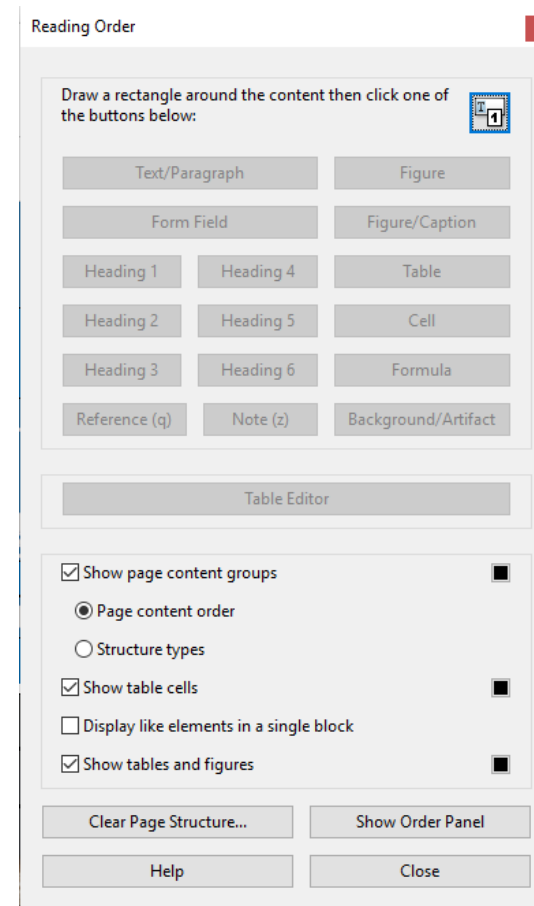 Reading Order
Draw a rectangle around the content then click one of
the buttons below:
T
1
Text/Paragraph Figure
Form Field Figure/Caption
Heading 1 Heading 4 Table
Heading 2 Heading 5 Cell
Heading 3 Heading 6 Formula
Reference (q) Note (z) Background/Artifact
Table Editor
Show page content groups
Page content order
Structure types
Show table cells
Display like elements in a single block
Show tables and figures
Clear Page Structure... Show Order Panel
Help Close